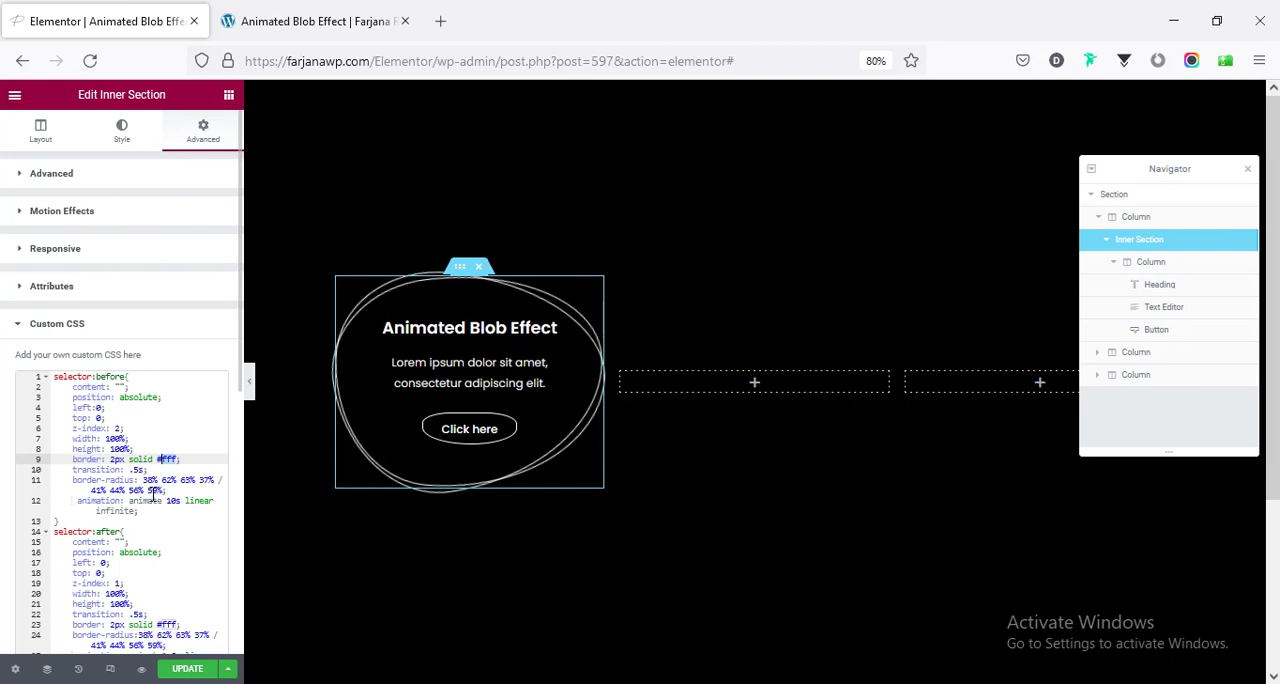 Elementor | Animated Blob Effe
Animated Blob Effect | Farjana
https://farjanawp.com/Elementor/wp-admin/post.php?post=597&action=elementor#
80%
Edit Inner Section
Layout
Style
Advanced
Advanced
Motion Effects
Responsive
Attributes
Custom CSS
Add your own custom CSS here
1 selector:before{
2 content: "";
3 position: absolute;
4 left:0;
5 top: 0;
6 z-index: 2;
7 width: 100%;
8 height: 100%;
9 border: 2px solid #fff;
10 transition: .5s;
11 border-radius: 38% 62% 63% 37% /
41% 44% 56% 59%;
12 animation: animate 10s linear
infinite;
13 }
14 selector:after{
15 content: "";
16 position: absolute;
17 left: 0;
18 top: 0;
19 z-index: 1;
20 width: 100%;
21 height: 100%;
22 transition: .5s;
23 border: 2px solid #fff;
24 border-radius:38% 62% 63% 37% /
41% 44% 56% 59%;
UPDATE
Animated Blob Effect
Lorem ipsum dolor sit amet,
consectetur adipiscing elit.
Click here
Navigator
Section
Column
Inner Section
Column
Heading
Text Editor
Button
Column
Column
Activate Windows
Go to Settings to activate Windows.